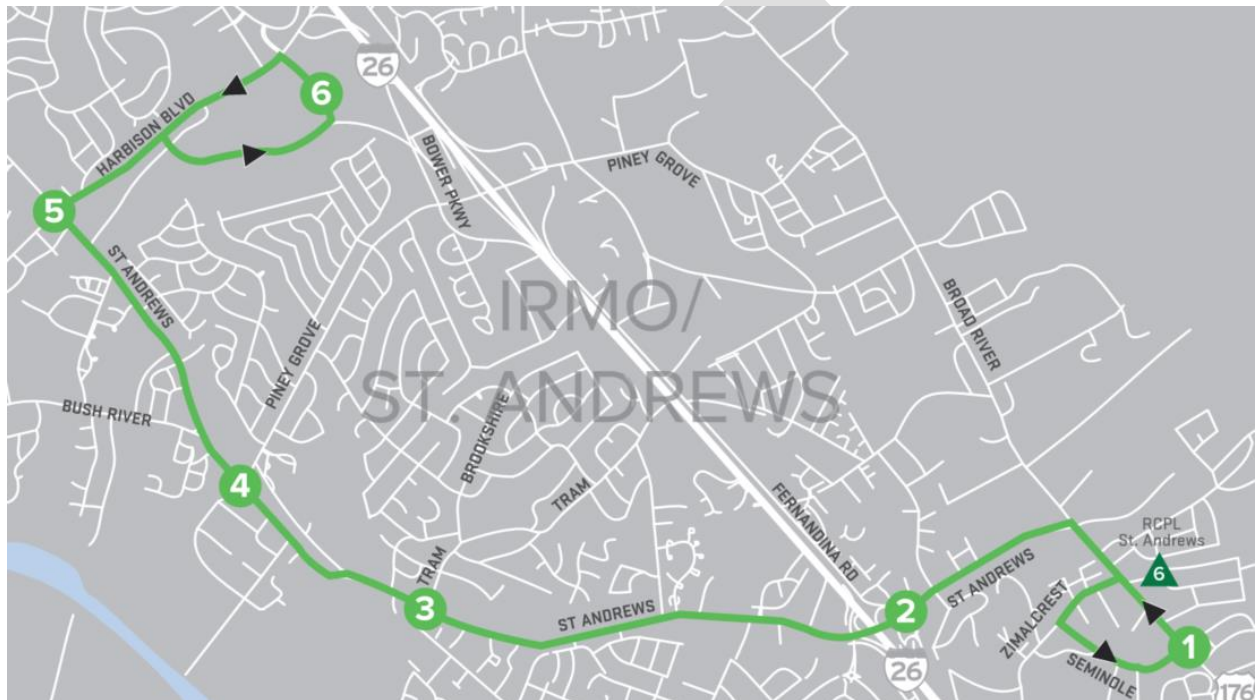 26
6
HARBISON BLVD
BOWER PKWY
PINEY GROVE
5
ST ANDREWS
IRMO/
ST. ANDREWS
BROAD RIVER
PINEY GROVE
BUSH RIVER
BROOKSHIRE
4
TRAM
FERNANDINA RD
RCPL
St. Andrews
6
TRAM
3
ST ANDREWS
2
ST ANDREWS
ZIMALCREST
1
SEMINOLE
26
176